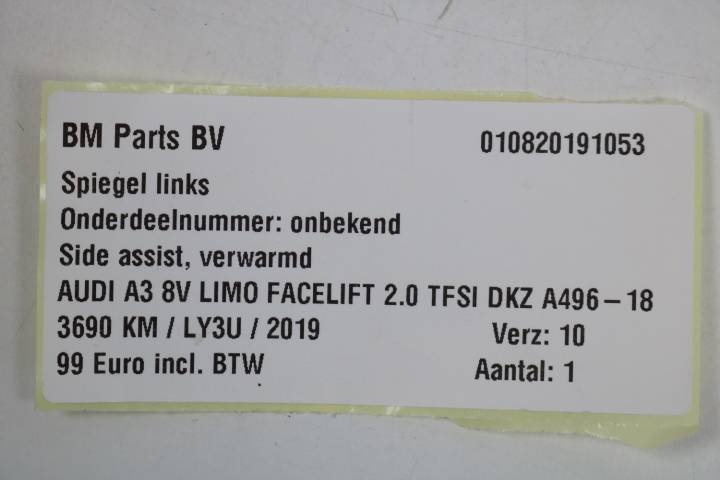 BM Parts BV 010820191053
Spiegel links
Onderdeelnummer: onbekend
Side assist, verwarmd
AUDI A3 8V LIMO FACELIFT 2.0 TFSI DKZ A496-18
3690 KM / LY3U / 2019 Verz: 10
99 Euro incl. BTW Aantal: 1